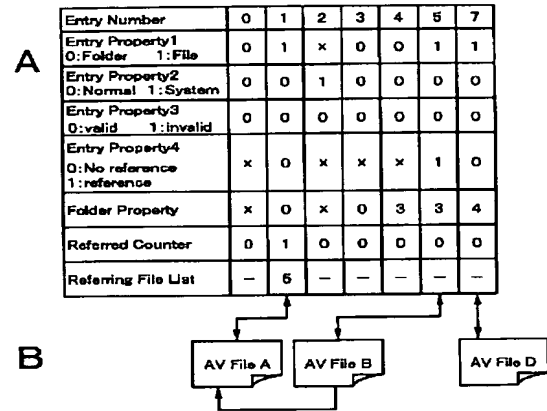 A
Entry Number 0 1 2 3 4 5 7
Entry Property1
0:Folder 1:File 0 1 × 0 0 1 1
Entry Property2
0:Normal 1:System 0 0 1 0 0 0 0
Entry Property3
0:valid 1:invalid 0 0 0 0 0 0 0
Entry Property4
0:No reference
1:reference × 0 × × × 1 0
Folder Property × 0 × 0 3 3 4
Referred Counter 0 1 0 0 0 0 0
Referring File List – 5 – – – – –
B
AV File A AV File B AV File D